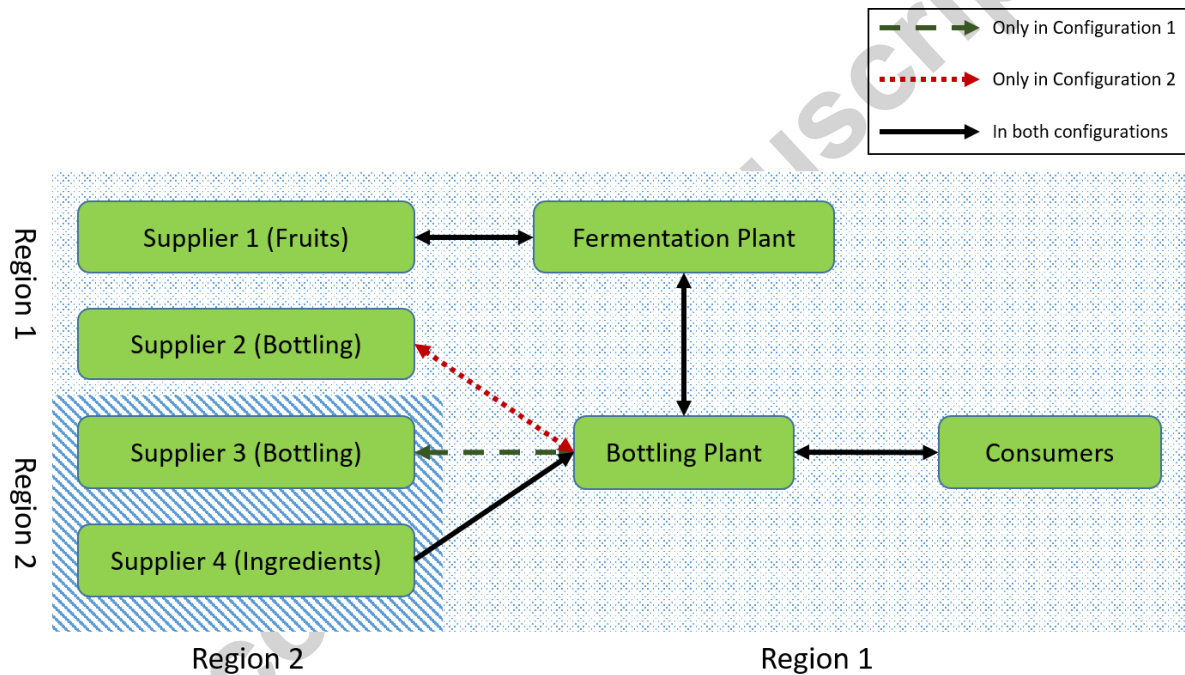 Only in Configuration 1
Only in Configuration 2
In both configurations
Region 1
Supplier 1 (Fruits)
Fermentation Plant
Supplier 2 (Bottling)
Region 2
Supplier 3 (Bottling)
Bottling Plant
Consumers
Supplier 4 (Ingredients)
Region 2
Region 1